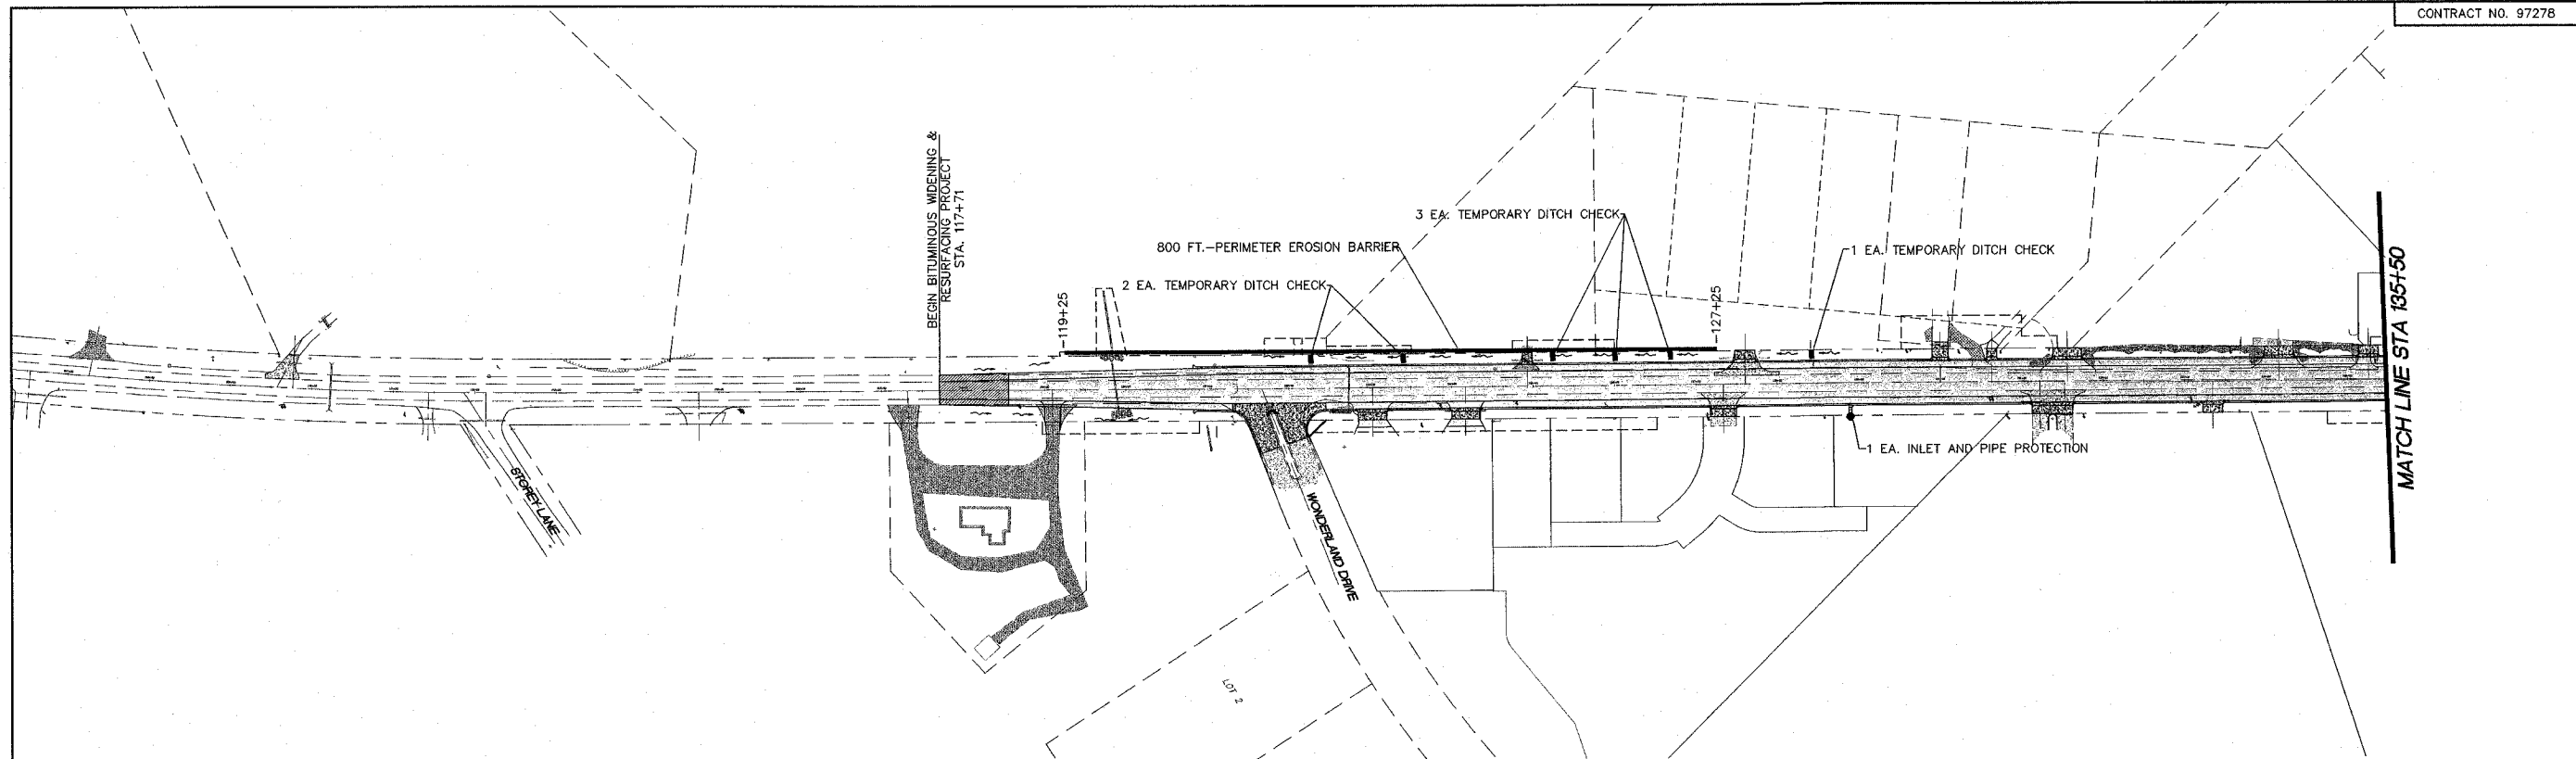 CONTRACT NO. 97278
BEGIN BITUMINOUS WIDENING &
RESURFACING PROJECT
STA. 117+71
119+25
2 EA. TEMPORARY DITCH CHECK
800 FT.-PERIMETER EROSION BARRIER
3 EA. TEMPORARY DITCH CHECK
127+25
1 EA. TEMPORARY DITCH CHECK
MATCH LINE STA 135+50
1 EA. INLET AND PIPE PROTECTION
STOREY LANE
WONDERLAND DRIVE
LOT 2